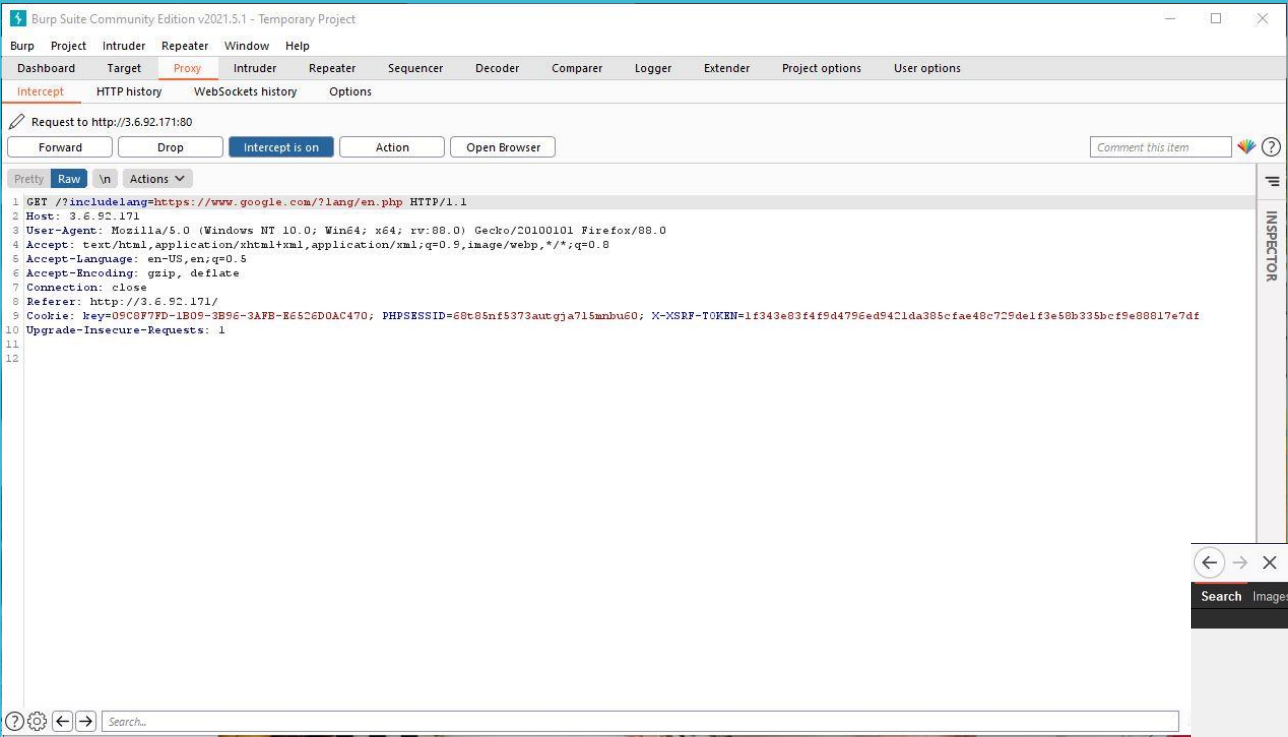 Burp Suite Community Edition v2021.5.1 - Temporary Project
Burp Project Intruder Repeater Window Help
Dashboard Target Proxy Intruder Repeater Sequencer Decoder Comparer Logger Extender Project options User options
Intercept HTTP history WebSockets history Options
Request to http://3.6.92.171:80
Forward Drop Intercept is on Action Open Browser Comment this item
Pretty Raw \n Actions
INSPECTOR
1 GET /?includelang=https://www.google.com/?lang/en.php HTTP/1.1
2 Host: 3.6.92.171
3 User-Agent: Mozilla/5.0 (Windows NT 10.0; Win64; x64; rv:88.0) Gecko/20100101 Firefox/88.0
4 Accept: text/html,application/xhtml+xml,application/xml;q=0.9,image/webp,*/*;q=0.8
5 Accept-Language: en-US,en;q=0.5
6 Accept-Encoding: gzip, deflate
7 Connection: close
8 Referer: http://3.6.92.171/
9 Cookie: key=09C8F7FD-1B09-3B96-3AFB-E6526D0AC470; PHPSESSID=68t85nf5373autgja715mnbu60; X-XSRF-TOKEN=1f343e83f4f9d4796ed9421da385cfae48c729de1f3e58b335bcf9e88817e7df
10 Upgrade-Insecure-Requests: 1
11
12
Search Images
Search...